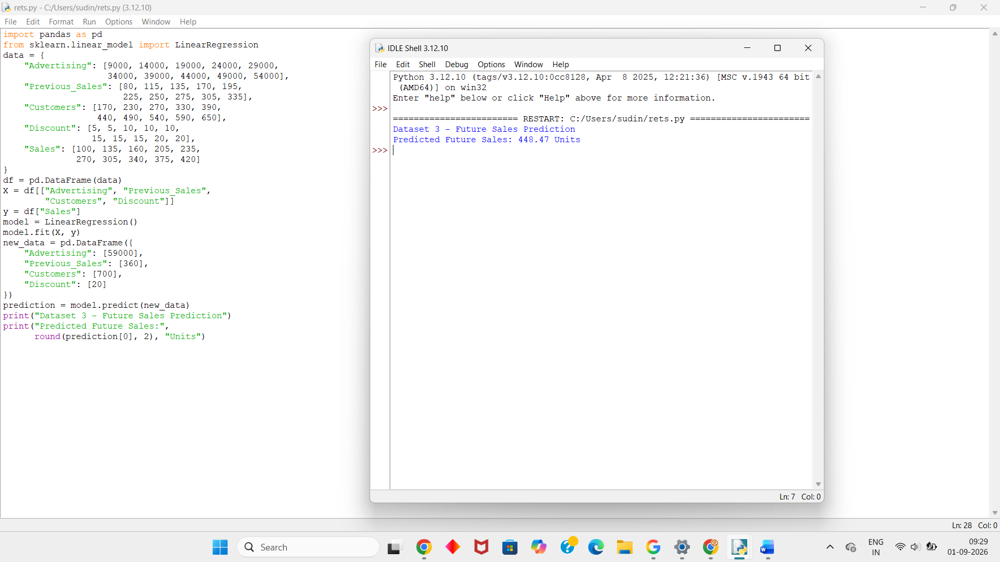 rets.py - C:/Users/sudin/rets.py (3.12.10)
File Edit Format Run Options Window Help
import pandas as pd
from sklearn.linear_model import LinearRegression
data = {
    "Advertising": [9000, 14000, 19000, 24000, 29000,
                    34000, 39000, 44000, 49000, 54000],
    "Previous_Sales": [80, 115, 135, 170, 195,
                       225, 250, 275, 305, 335],
    "Customers": [170, 230, 270, 330, 390,
                  440, 490, 540, 590, 650],
    "Discount": [5, 5, 10, 10, 10,
                 15, 15, 15, 20, 20],
    "Sales": [100, 135, 160, 205, 235,
              270, 305, 340, 375, 420]
}
df = pd.DataFrame(data)
X = df[["Advertising", "Previous_Sales",
        "Customers", "Discount"]]
y = df["Sales"]
model = LinearRegression()
model.fit(X, y)
new_data = pd.DataFrame({
    "Advertising": [59000],
    "Previous_Sales": [360],
    "Customers": [700],
    "Discount": [20]
})
prediction = model.predict(new_data)
print("Dataset 3 - Future Sales Prediction")
print("Predicted Future Sales:",
      round(prediction[0], 2), "Units")
IDLE Shell 3.12.10
File Edit Shell Debug Options Window Help
Python 3.12.10 (tags/v3.12.10:0cc8128, Apr  8 2025, 12:21:36) [MSC v.1943 64 bit
 (AMD64)] on win32
Enter "help" below or click "Help" above for more information.
>>>
======================== RESTART: C:/Users/sudin/rets.py =======================
Dataset 3 - Future Sales Prediction
Predicted Future Sales: 448.47 Units
>>>
Ln: 7 Col: 0
Ln: 28 Col: 0
Search
ENG
IN
09:29
01-09-2026